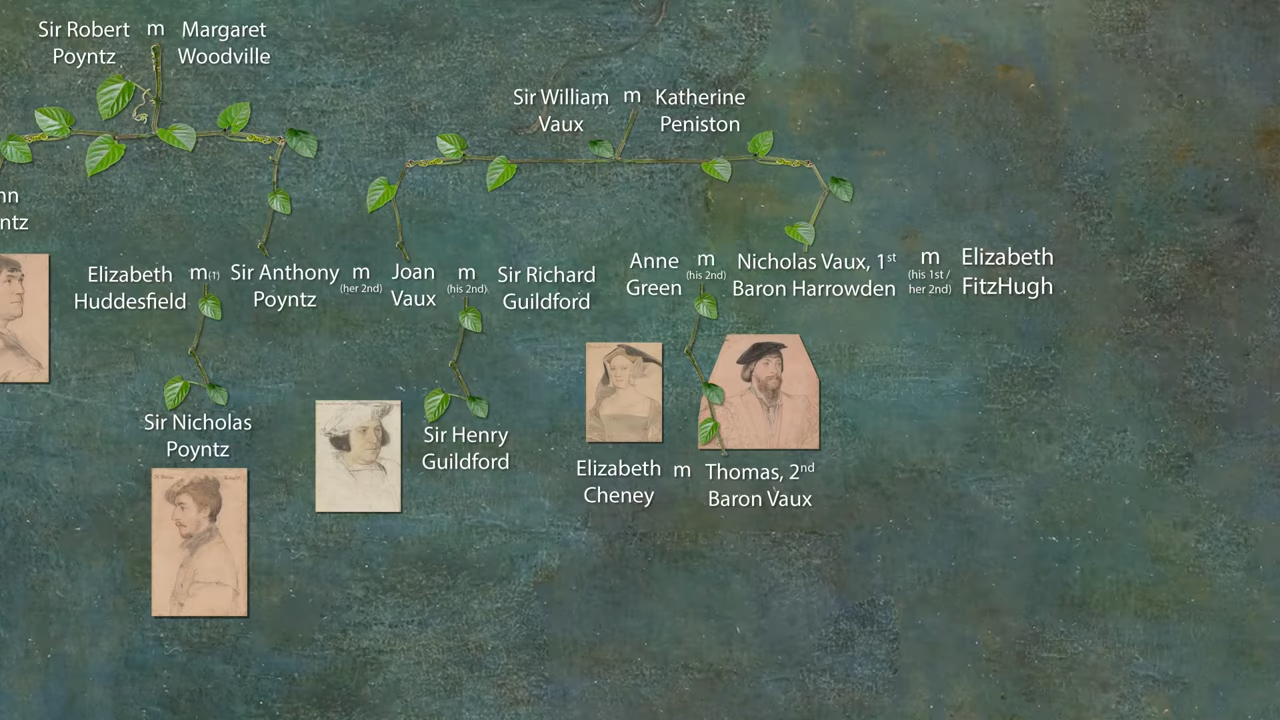 Sir Robert m Margaret
Poyntz Woodville
Sir William m Katherine
Vaux Peniston
Elizabeth m(1) Sir Anthony m (her 2nd) Joan m (his 2nd) Sir Richard
Huddesfield Poyntz Vaux Guildford
Anne m (his 2nd) Nicholas Vaux, 1st m (his 1st / her 2nd) Elizabeth
Green Baron Harrowden FitzHugh
Sir Nicholas
Poyntz
Sir Henry
Guildford
Elizabeth m Thomas, 2nd
Cheney Baron Vaux